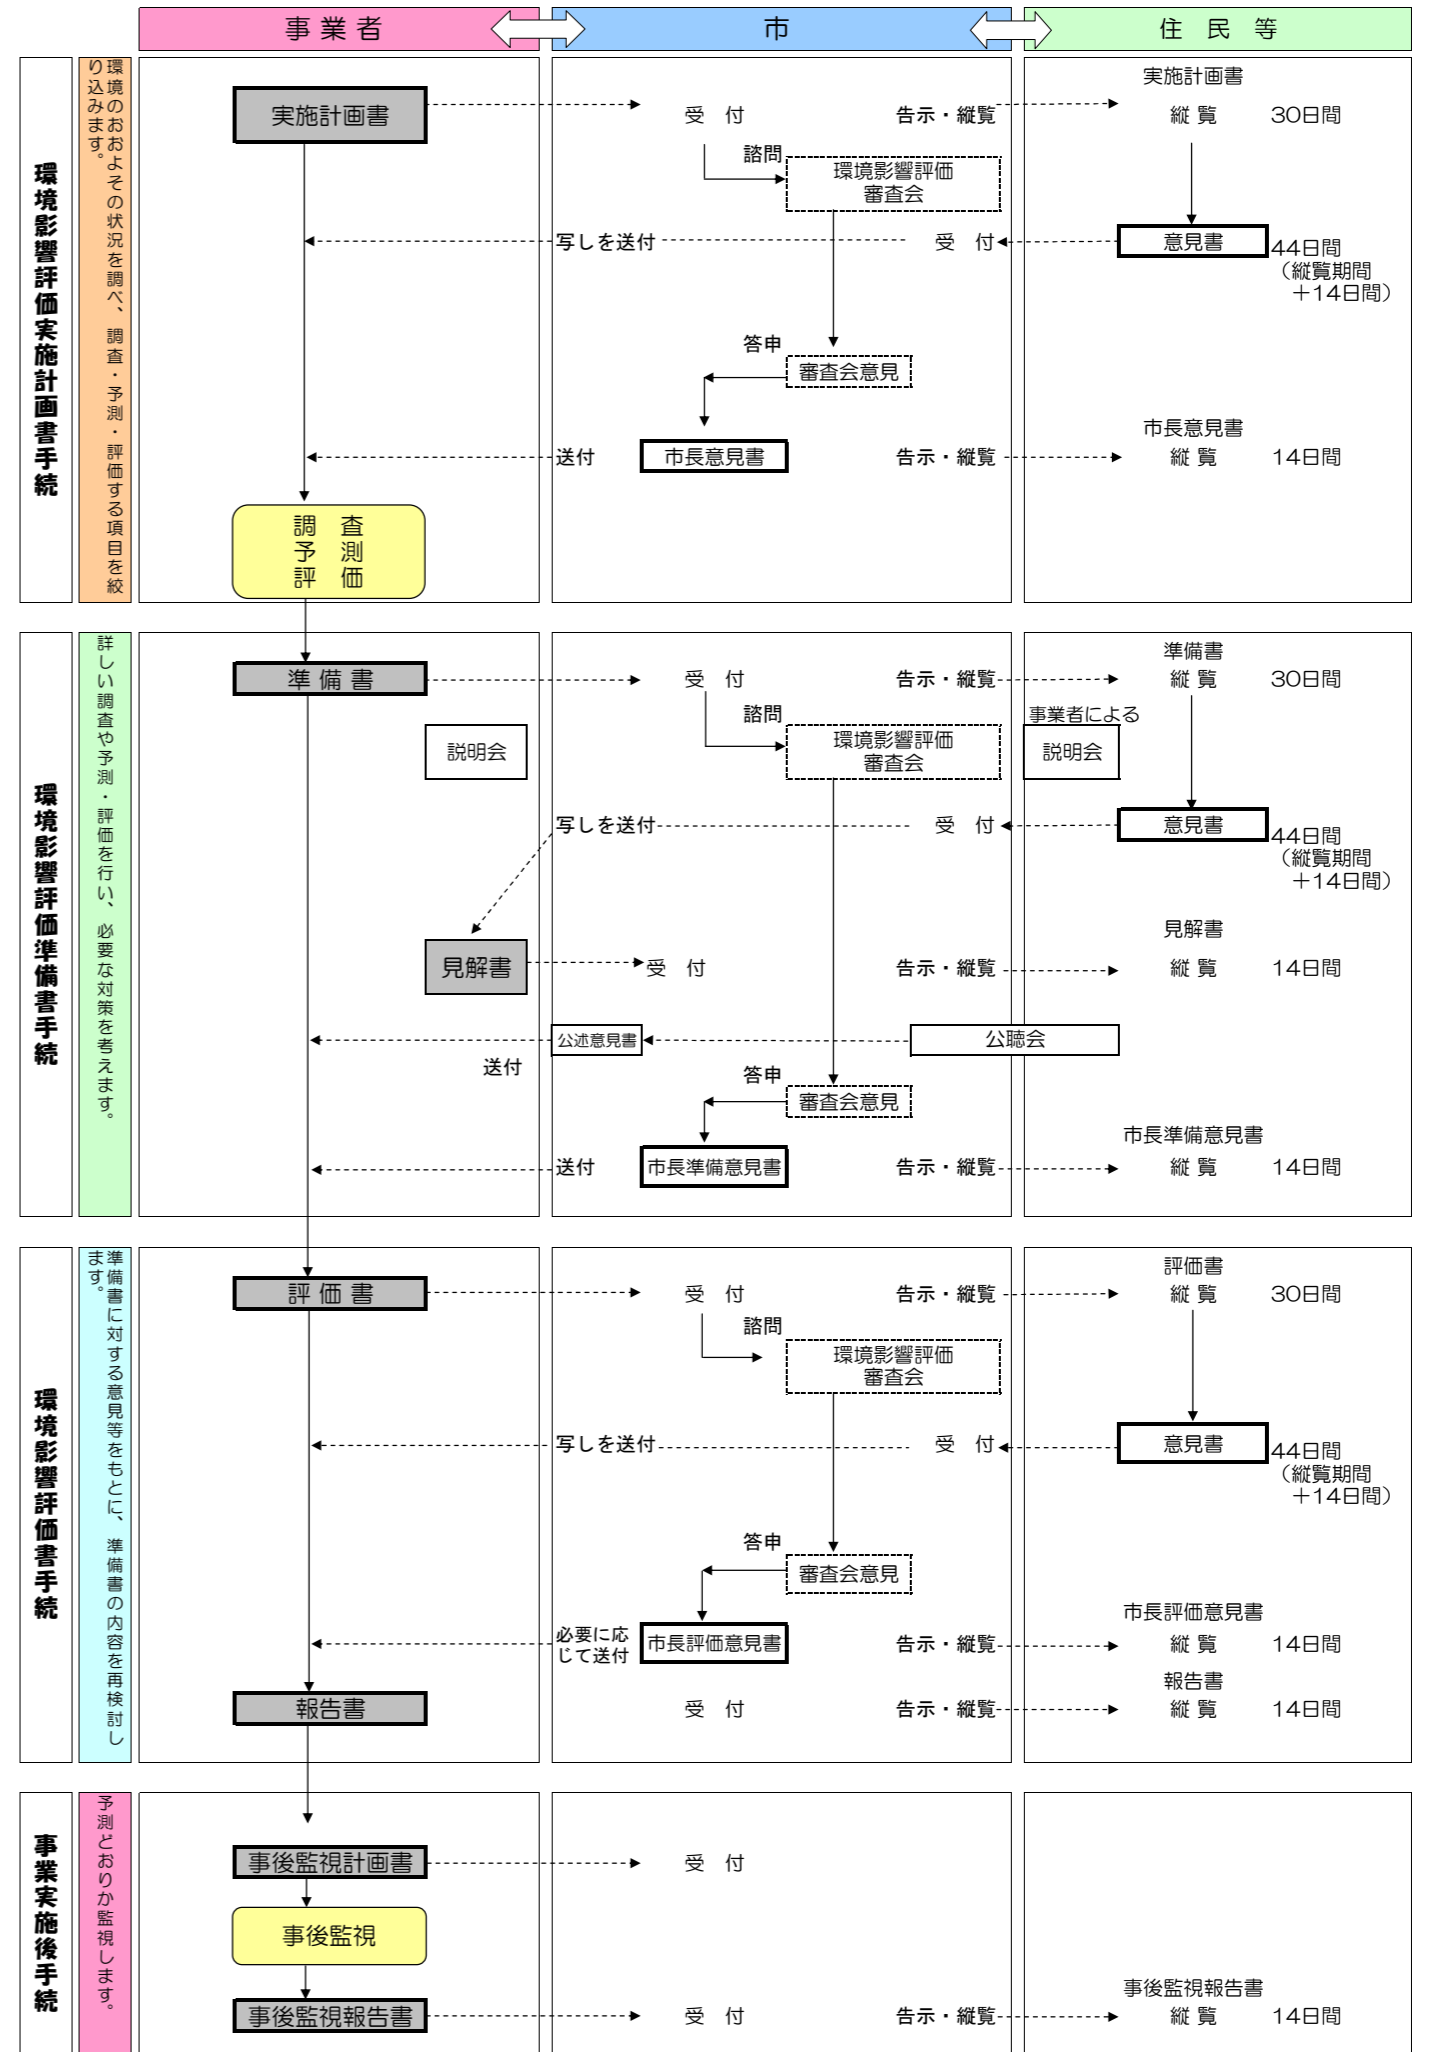 事業者
市
住 民 等
環境影響評価実施計画書手続
環境のおおよその状況を調べ、調査・予測・評価する項目を絞
り込みます。
実施計画書
受 付
告示・縦覧
実施計画書
縦 覧 30日間
諮問
環境影響評価
審査会
写しを送付
受 付
意見書
44日間
（縦覧期間
＋14日間）
答申
審査会意見
市長意見書
送付
市長意見書
告示・縦覧
縦 覧 14日間
調 査
予 測
評 価
環境影響評価準備書手続
詳しい調査や予測・評価を行い、必要な対策を考えます。
準備書
準 備 書
受 付
告示・縦覧
縦 覧 30日間
諮問
事業者による
説明会
環境影響評価
審査会
説明会
写しを送付
受 付
意見書
44日間
（縦覧期間
＋14日間）
見解書
見解書
受 付
告示・縦覧
縦 覧 14日間
公述意見書
公聴会
送付
答申
審査会意見
市長準備意見書
送付
市長準備意見書
告示・縦覧
縦 覧 14日間
環境影響評価書手続
準備書に対する意見等をもとに、準備書の内容を再検討し
ます。
評価書
評 価 書
受 付
告示・縦覧
縦 覧 30日間
諮問
環境影響評価
審査会
写しを送付
受 付
意見書
44日間
（縦覧期間
＋14日間）
答申
審査会意見
市長評価意見書
必要に応
じて送付
市長評価意見書
告示・縦覧
縦 覧 14日間
報告書
報告書
受 付
告示・縦覧
縦 覧 14日間
事業実施後手続
予測どおりか監視します。
事後監視計画書
受 付
事後監視
事後監視報告書
事後監視報告書
受 付
告示・縦覧
縦 覧 14日間